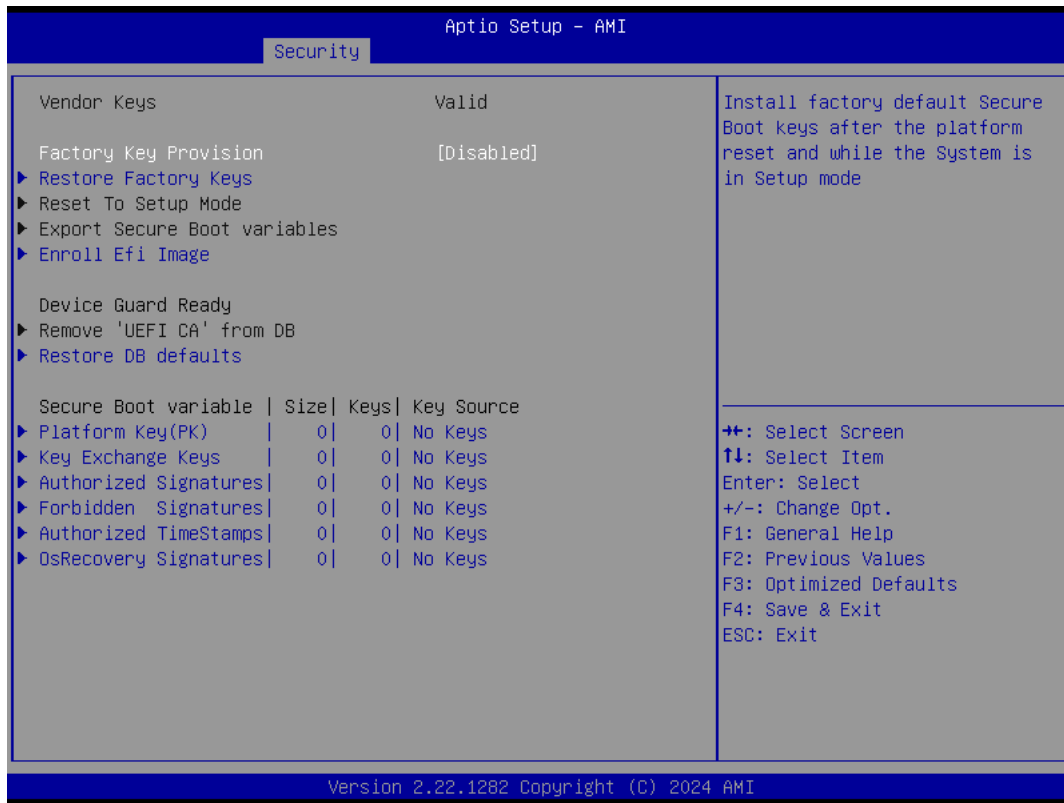 Aptio Setup – AMI
Security
Vendor Keys Valid
Factory Key Provision [Disabled]
▶ Restore Factory Keys
▶ Reset To Setup Mode
▶ Export Secure Boot variables
▶ Enroll Efi Image
Device Guard Ready
▶ Remove 'UEFI CA' from DB
▶ Restore DB defaults
Secure Boot variable | Size| Keys| Key Source
▶ Platform Key(PK) | 0| 0| No Keys
▶ Key Exchange Keys | 0| 0| No Keys
▶ Authorized Signatures| 0| 0| No Keys
▶ Forbidden Signatures| 0| 0| No Keys
▶ Authorized TimeStamps| 0| 0| No Keys
▶ OsRecovery Signatures| 0| 0| No Keys
Install factory default Secure
Boot keys after the platform
reset and while the System is
in Setup mode
→←: Select Screen
↑↓: Select Item
Enter: Select
+/-: Change Opt.
F1: General Help
F2: Previous Values
F3: Optimized Defaults
F4: Save & Exit
ESC: Exit
Version 2.22.1282 Copyright (C) 2024 AMI